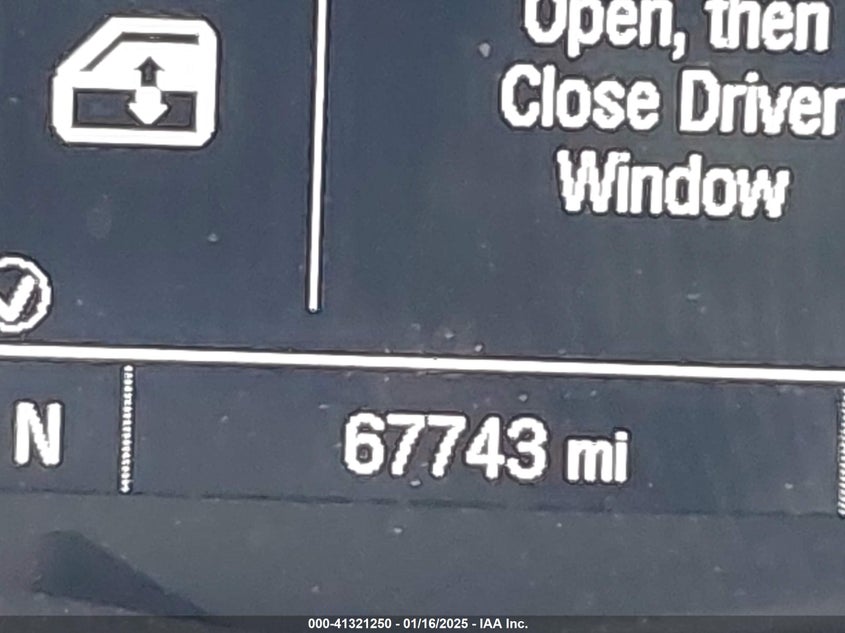 Open, then
Close Driver
Window
N
67743 mi
000-41321250 - 01/16/2025 - IAA Inc.